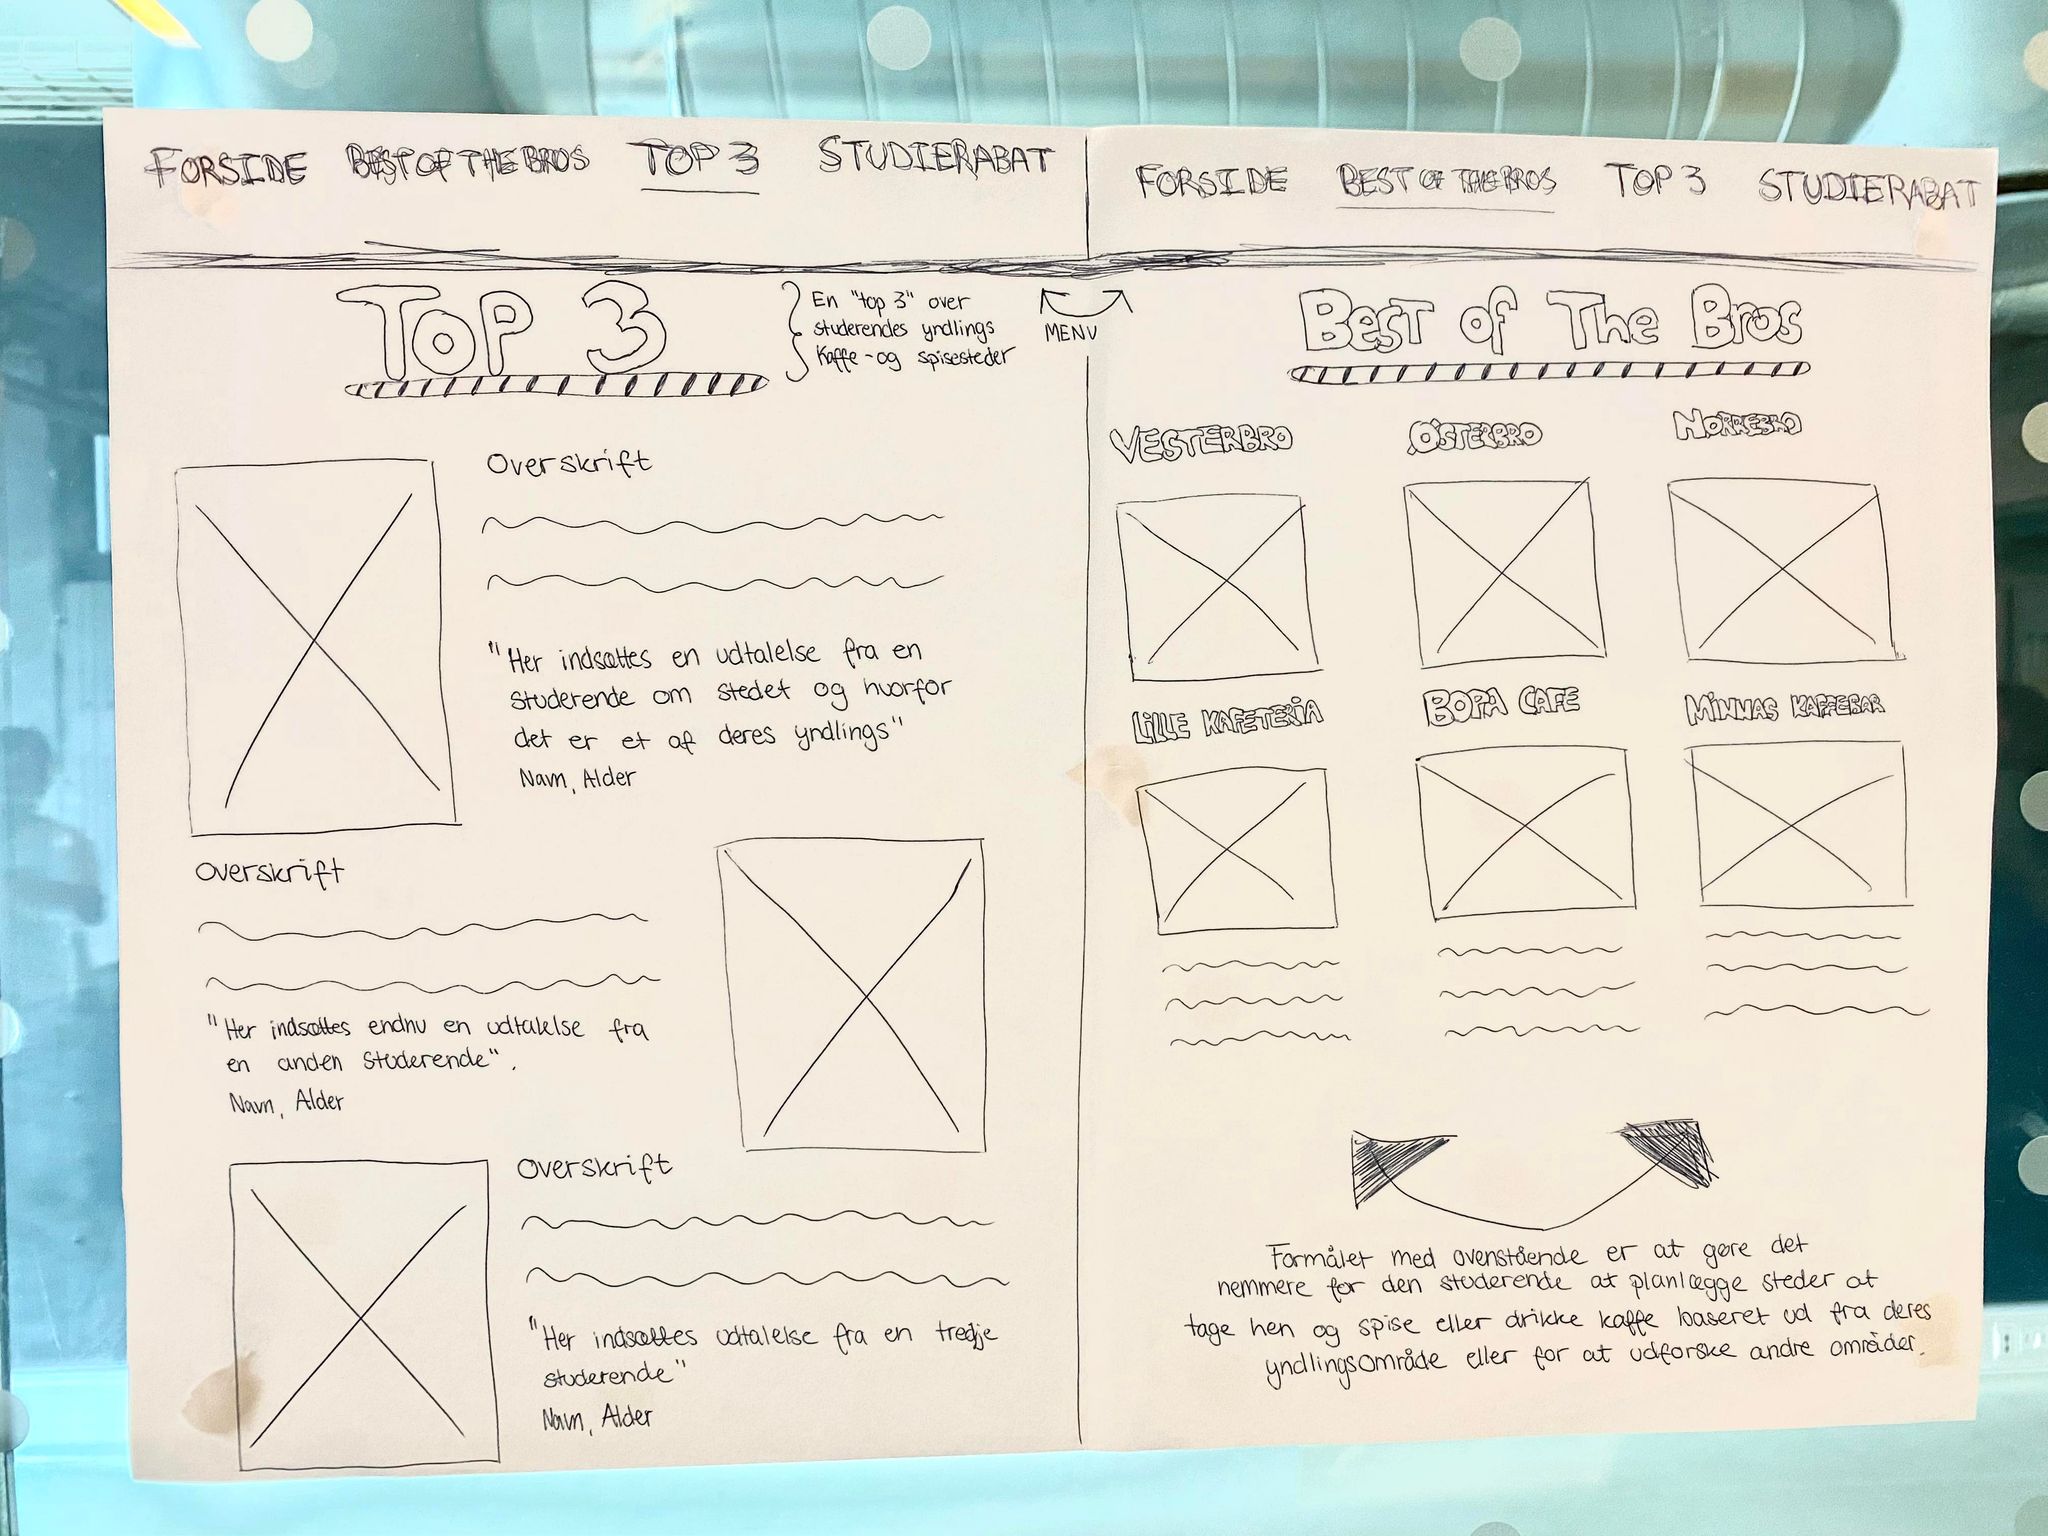 FORSIDE BEST OF THE BROS TOP 3 STUDIERABAT
TOP 3
En "top 3" over
studerendes yndlings
kaffe- og spisesteder
MENU
Overskrift
"Her indsættes en udtalelse fra en
studerende om stedet og hvorfor
det er et af deres yndlings"
Navn, Alder
Overskrift
"Her indsættes endnu en udtalelse fra
en anden studerende".
Navn, Alder
Overskrift
"Her indsættes udtalelse fra en tredje
studerende"
Navn, Alder
FORSIDE BEST OF THE BROS TOP 3 STUDIERABAT
Best of The Bros
VESTERBRO ØSTERBRO NØRREBRO
LILLE KAFETERIA BOPA CAFE MINNAS KAFFEBAR
Formålet med ovenstående er at gøre det
nemmere for den studerende at planlægge steder at
tage hen og spise eller drikke kaffe baseret ud fra deres
yndlingsområde eller for at udforske andre områder.